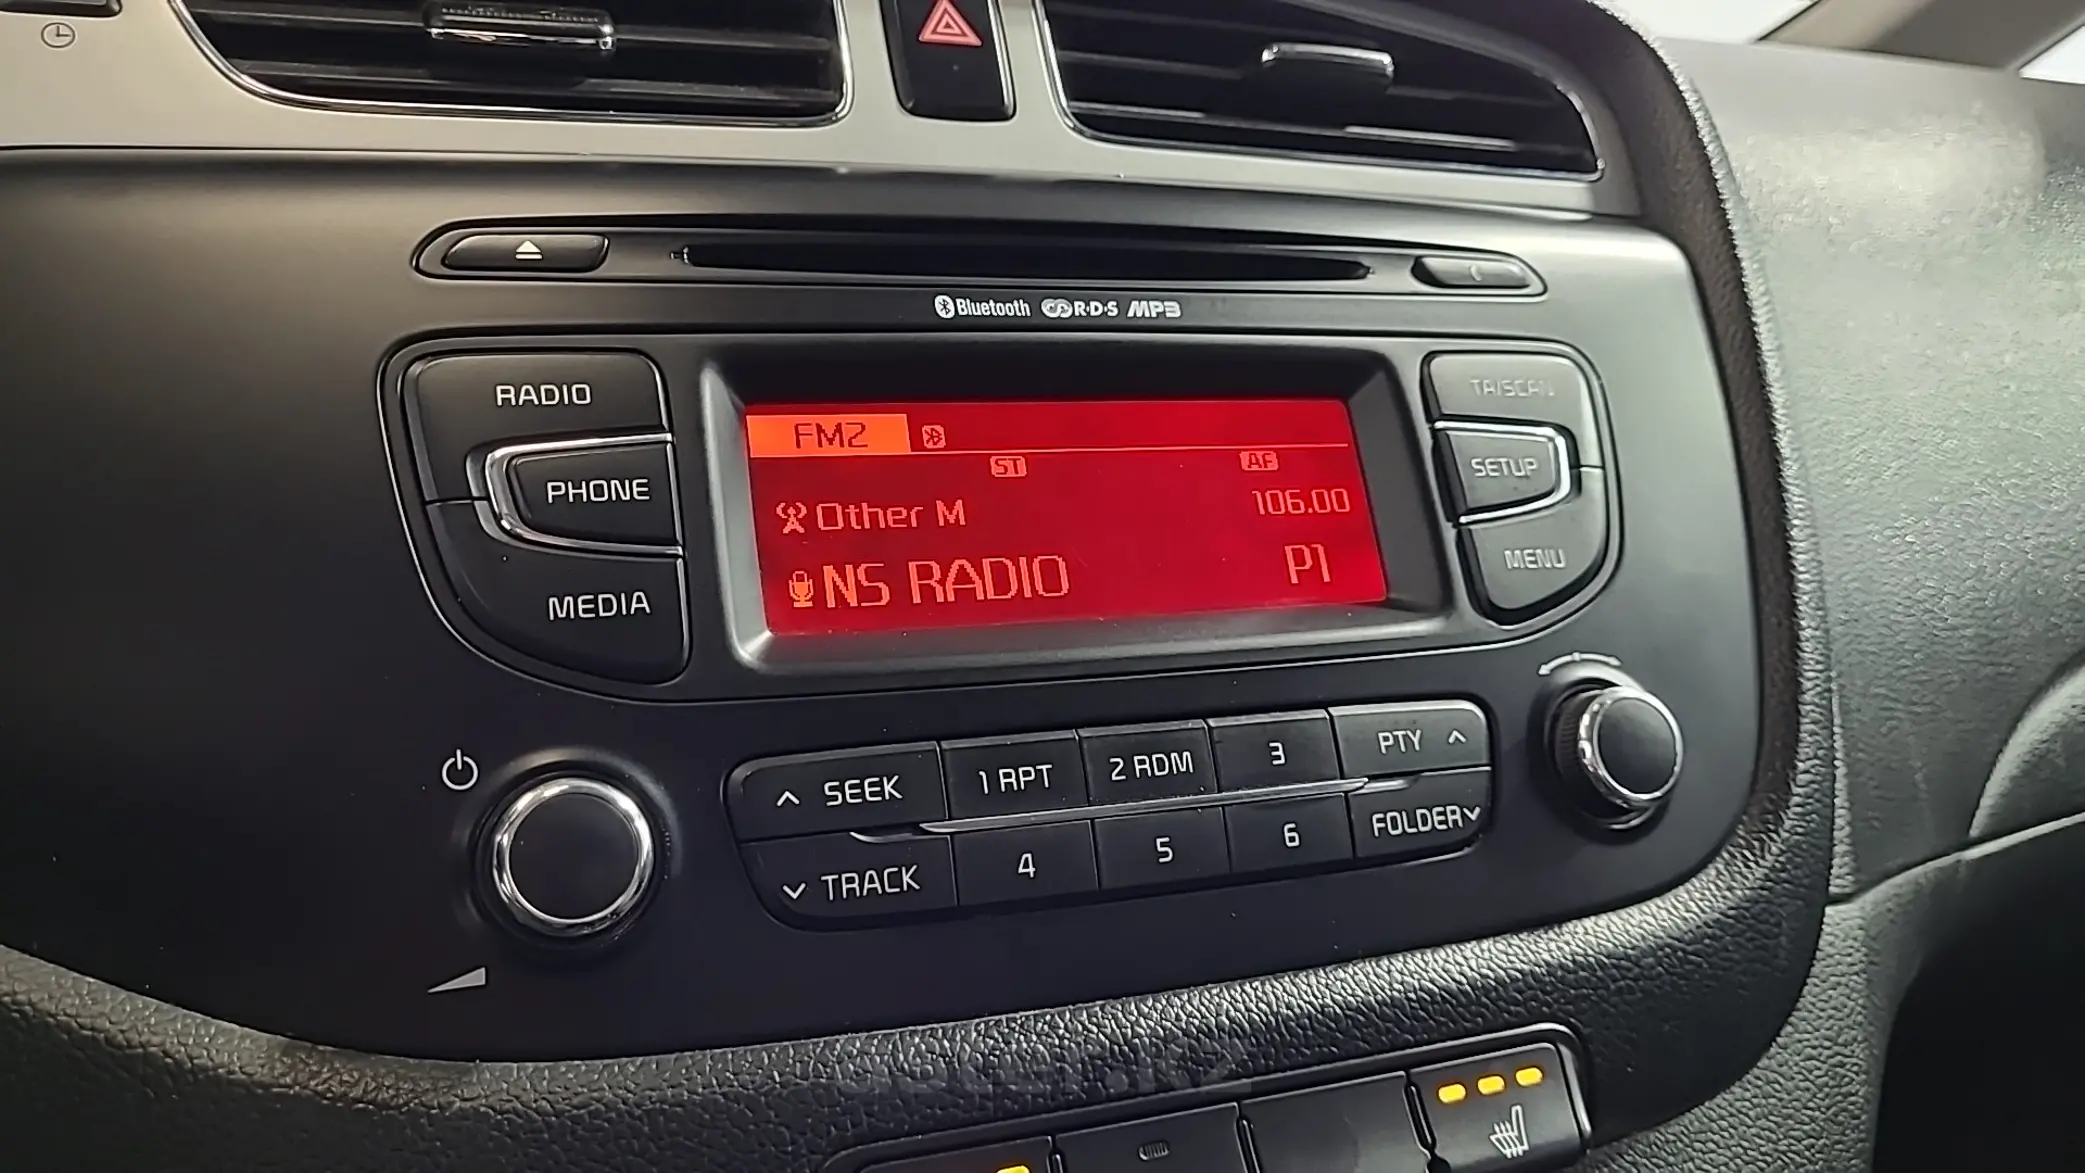 Bluetooth R·D·S MP3
RADIO
PHONE
MEDIA
FM2
ST AF
Other M 106.00
NS RADIO P1
TA/SCAN
SETUP
MENU
SEEK 1 RPT 2 RDM 3 PTY
TRACK 4 5 6 FOLDER